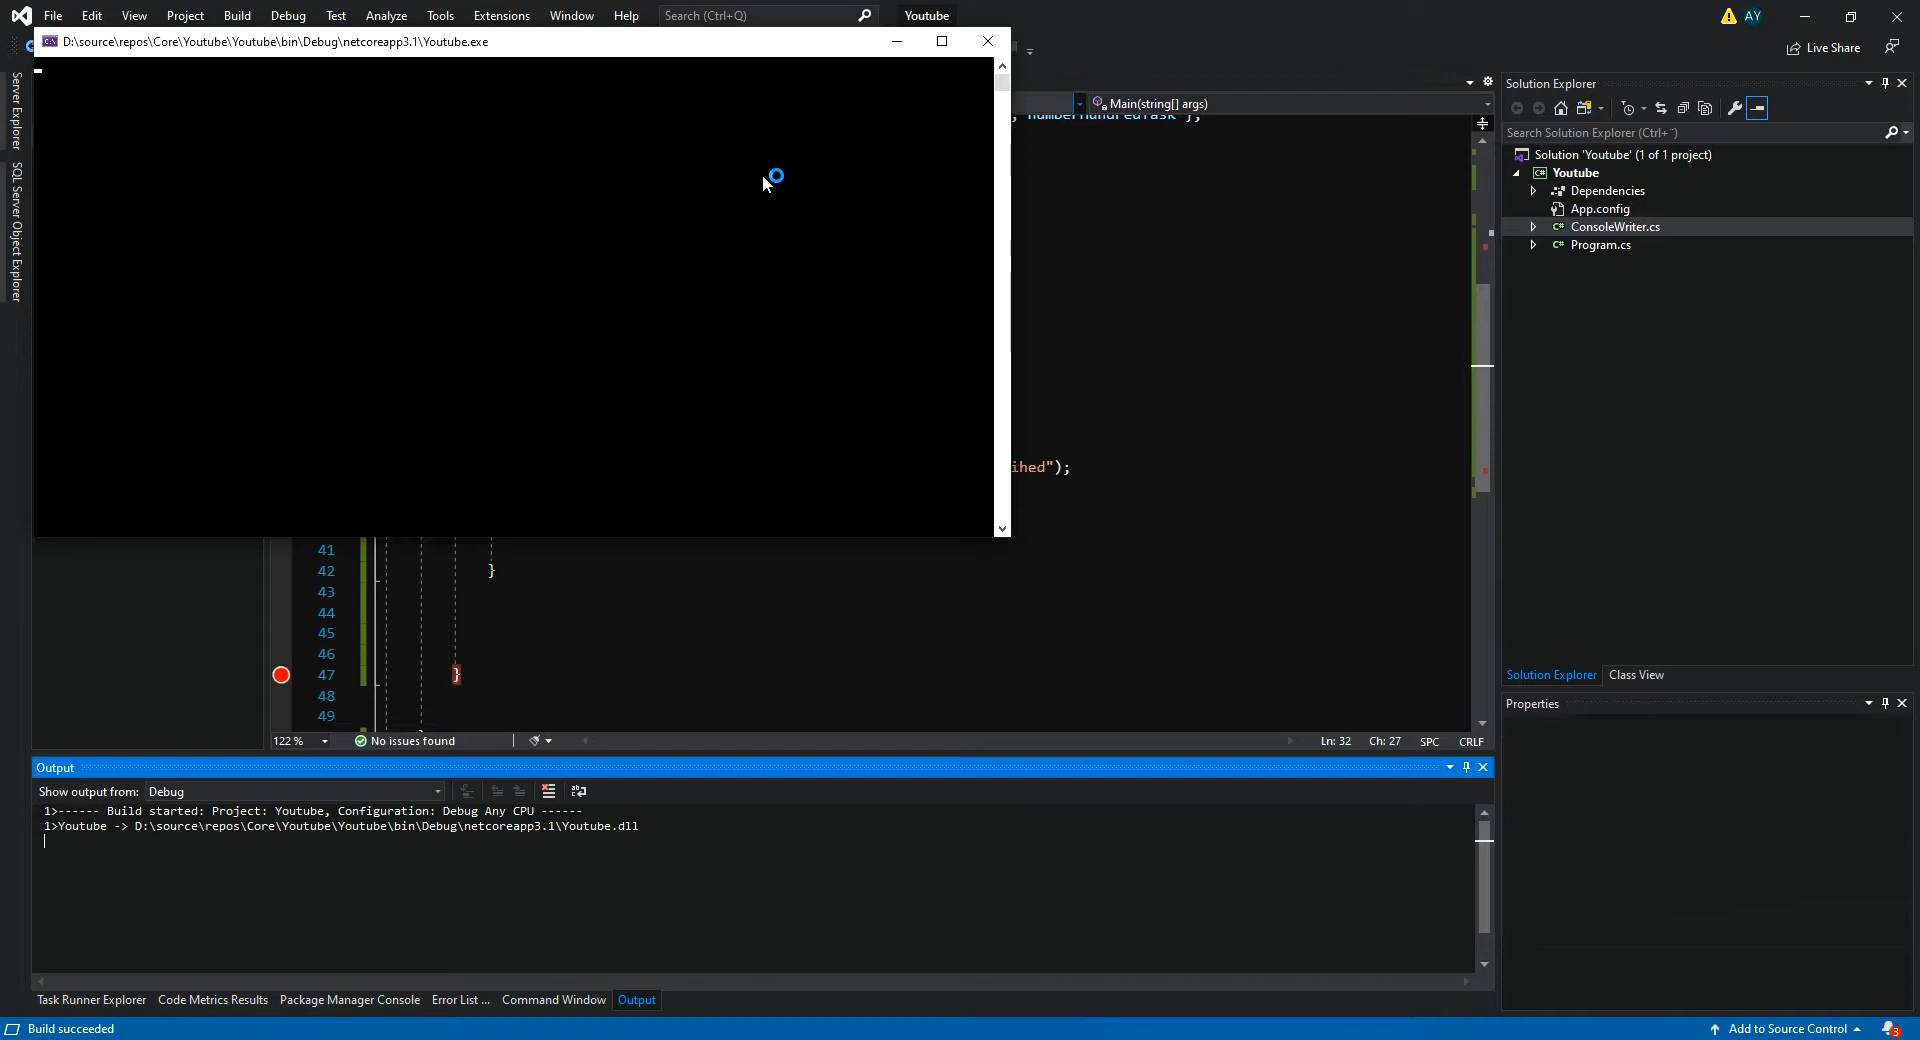 File Edit View Project Build Debug Test Analyze Tools Extensions Window Help Search (Ctrl+Q) Youtube AY
D:\source\repos\Core\Youtube\Youtube\bin\Debug\netcoreapp3.1\Youtube.exe
Live Share
Server Explorer
SQL Server Object Explorer
Main(string[] args)
ihed");
41
42 }
43
44
45
46
47 }
48
49
122 % No issues found Ln: 32 Ch: 27 SPC CRLF
Solution Explorer
Search Solution Explorer (Ctrl+¨)
Solution 'Youtube' (1 of 1 project)
C# Youtube
Dependencies
App.config
C# ConsoleWriter.cs
C# Program.cs
Solution Explorer Class View
Properties
Output
Show output from: Debug
1>------ Build started: Project: Youtube, Configuration: Debug Any CPU ------
1>Youtube -> D:\source\repos\Core\Youtube\Youtube\bin\Debug\netcoreapp3.1\Youtube.dll
Task Runner Explorer Code Metrics Results Package Manager Console Error List ... Command Window Output
Build succeeded Add to Source Control 3